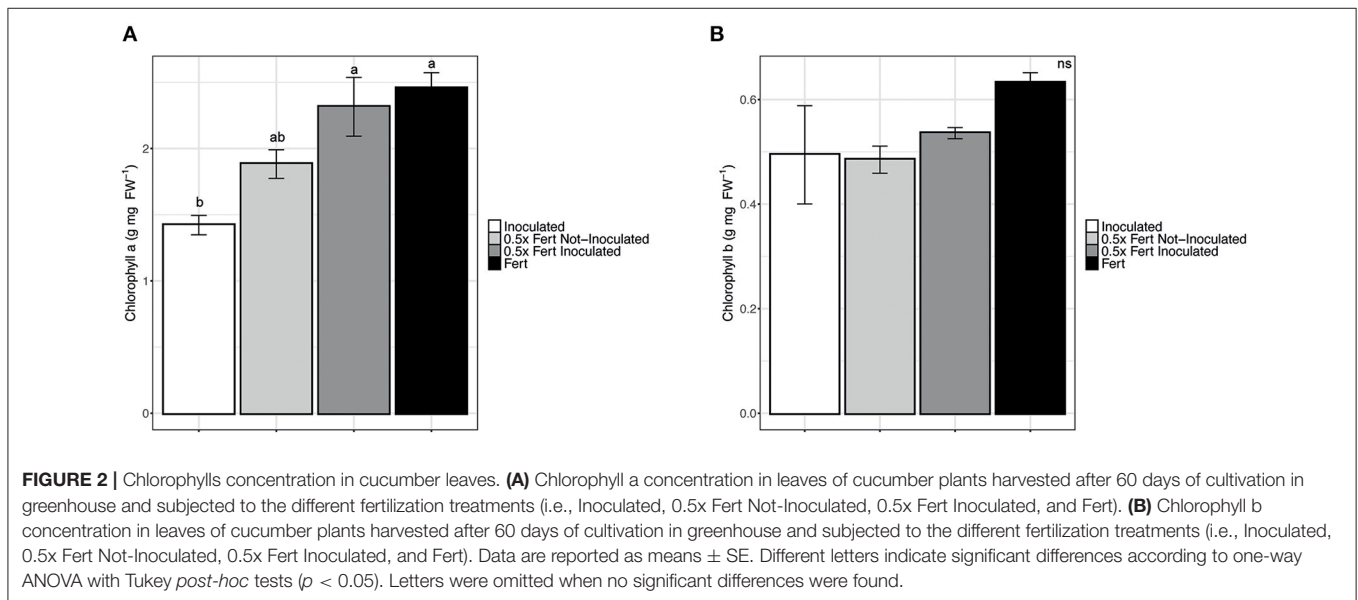 A
Chlorophyll a (g mg FW⁻¹)
2
1
0
b
ab
a
a
Inoculated
0.5x Fert Not−Inoculated
0.5x Fert Inoculated
Fert
B
Chlorophyll b (g mg FW⁻¹)
0.6
0.4
0.2
0.0
ns
Inoculated
0.5x Fert Not−Inoculated
0.5x Fert Inoculated
Fert
FIGURE 2 | Chlorophylls concentration in cucumber leaves. (A) Chlorophyll a concentration in leaves of cucumber plants harvested after 60 days of cultivation in
greenhouse and subjected to the different fertilization treatments (i.e., Inoculated, 0.5x Fert Not-Inoculated, 0.5x Fert Inoculated, and Fert). (B) Chlorophyll b
concentration in leaves of cucumber plants harvested after 60 days of cultivation in greenhouse and subjected to the different fertilization treatments (i.e., Inoculated,
0.5x Fert Not-Inoculated, 0.5x Fert Inoculated, and Fert). Data are reported as means ± SE. Different letters indicate significant differences according to one-way
ANOVA with Tukey post-hoc tests (p < 0.05). Letters were omitted when no significant differences were found.